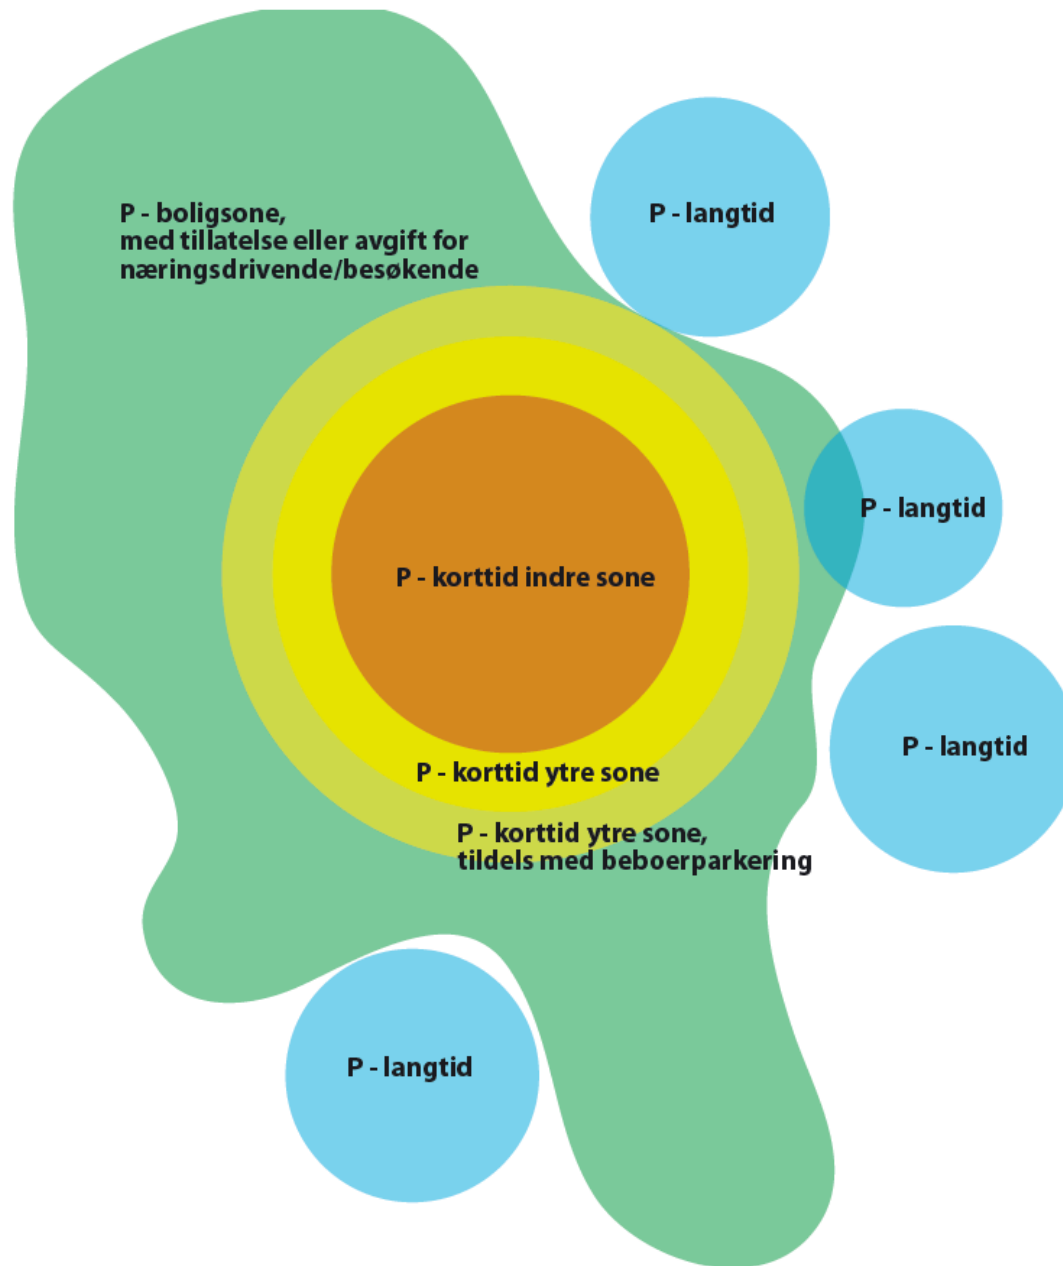 P - boligsone,
med tillatelse eller avgift for
næringsdrivende/besøkende
P - langtid
P - langtid
P - korttid indre sone
P - langtid
P - korttid ytre sone
P - korttid ytre sone,
tildels med beboerparkering
P - langtid